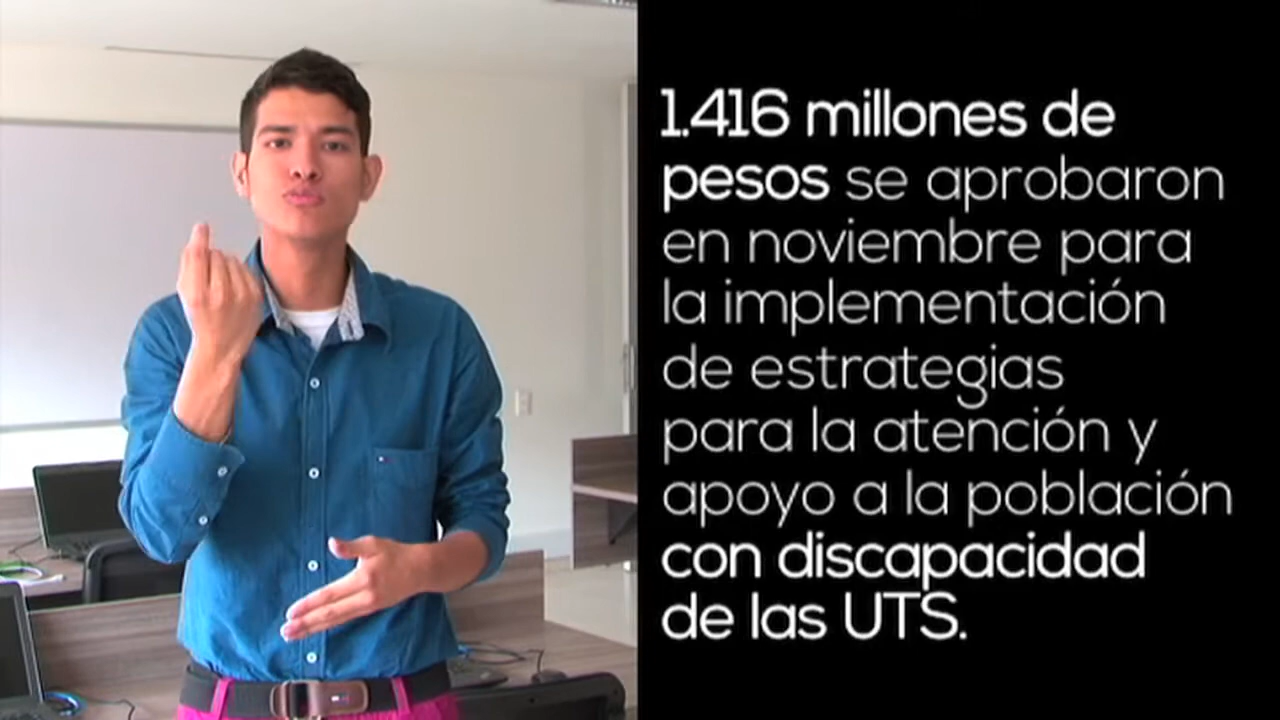 1.416 millones de
pesos se aprobaron
en noviembre para
la implementación
de estrategias
para la atención y
apoyo a la población
con discapacidad
de las UTS.